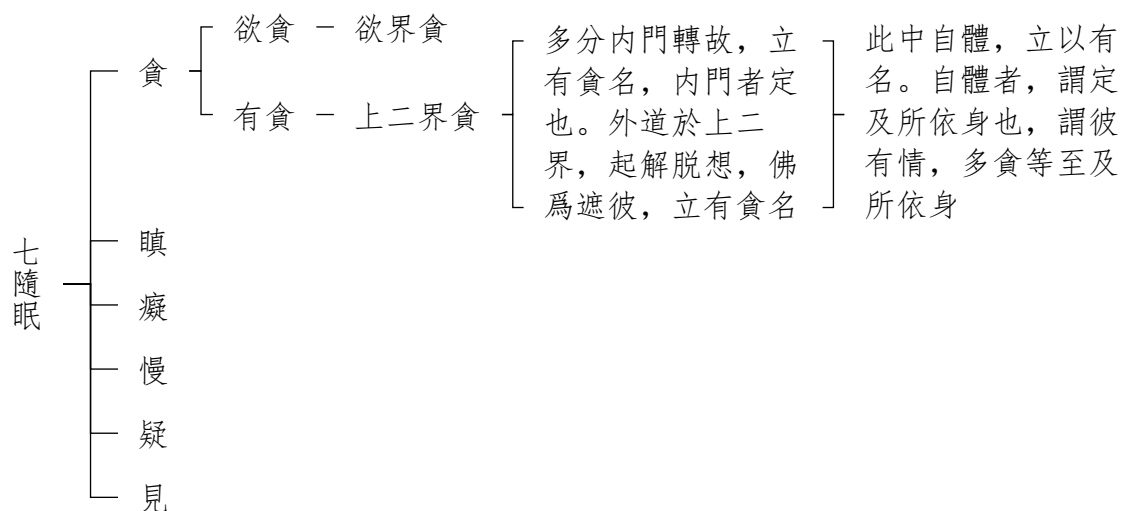 七隨眠
貪
欲貪 – 欲界貪
有貪 – 上二界貪
多分内門轉故，立
有貪名，内門者定
也。外道於上二
界，起解脱想，佛
爲遮彼，立有貪名
此中自體，立以有
名。自體者，謂定
及所依身也，謂彼
有情，多貪等至及
所依身
瞋
癡
慢
疑
見